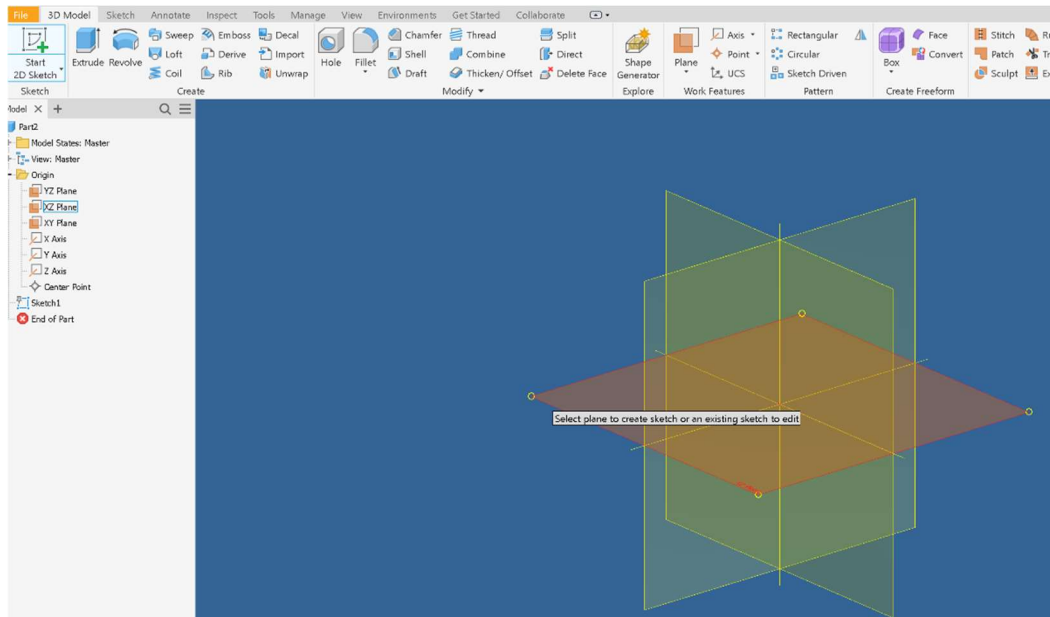 File 3D Model Sketch Annotate Inspect Tools Manage View Environments Get Started Collaborate
Start
2D Sketch
Extrude
Revolve
Sweep
Loft
Coil
Emboss
Derive
Rib
Decal
Import
Unwrap
Hole
Fillet
Chamfer
Shell
Draft
Thread
Combine
Thicken/ Offset
Split
Direct
Delete Face
Shape
Generator
Plane
Axis
Point
UCS
Rectangular
Circular
Sketch Driven
Box
Face
Convert
Stitch
Patch
Sculpt
Sketch Create Modify Explore Work Features Pattern Create Freeform
Part2
Model States: Master
View: Master
Origin
YZ Plane
XZ Plane
XY Plane
X Axis
Y Axis
Z Axis
Center Point
Sketch1
End of Part
Select plane to create sketch or an existing sketch to edit